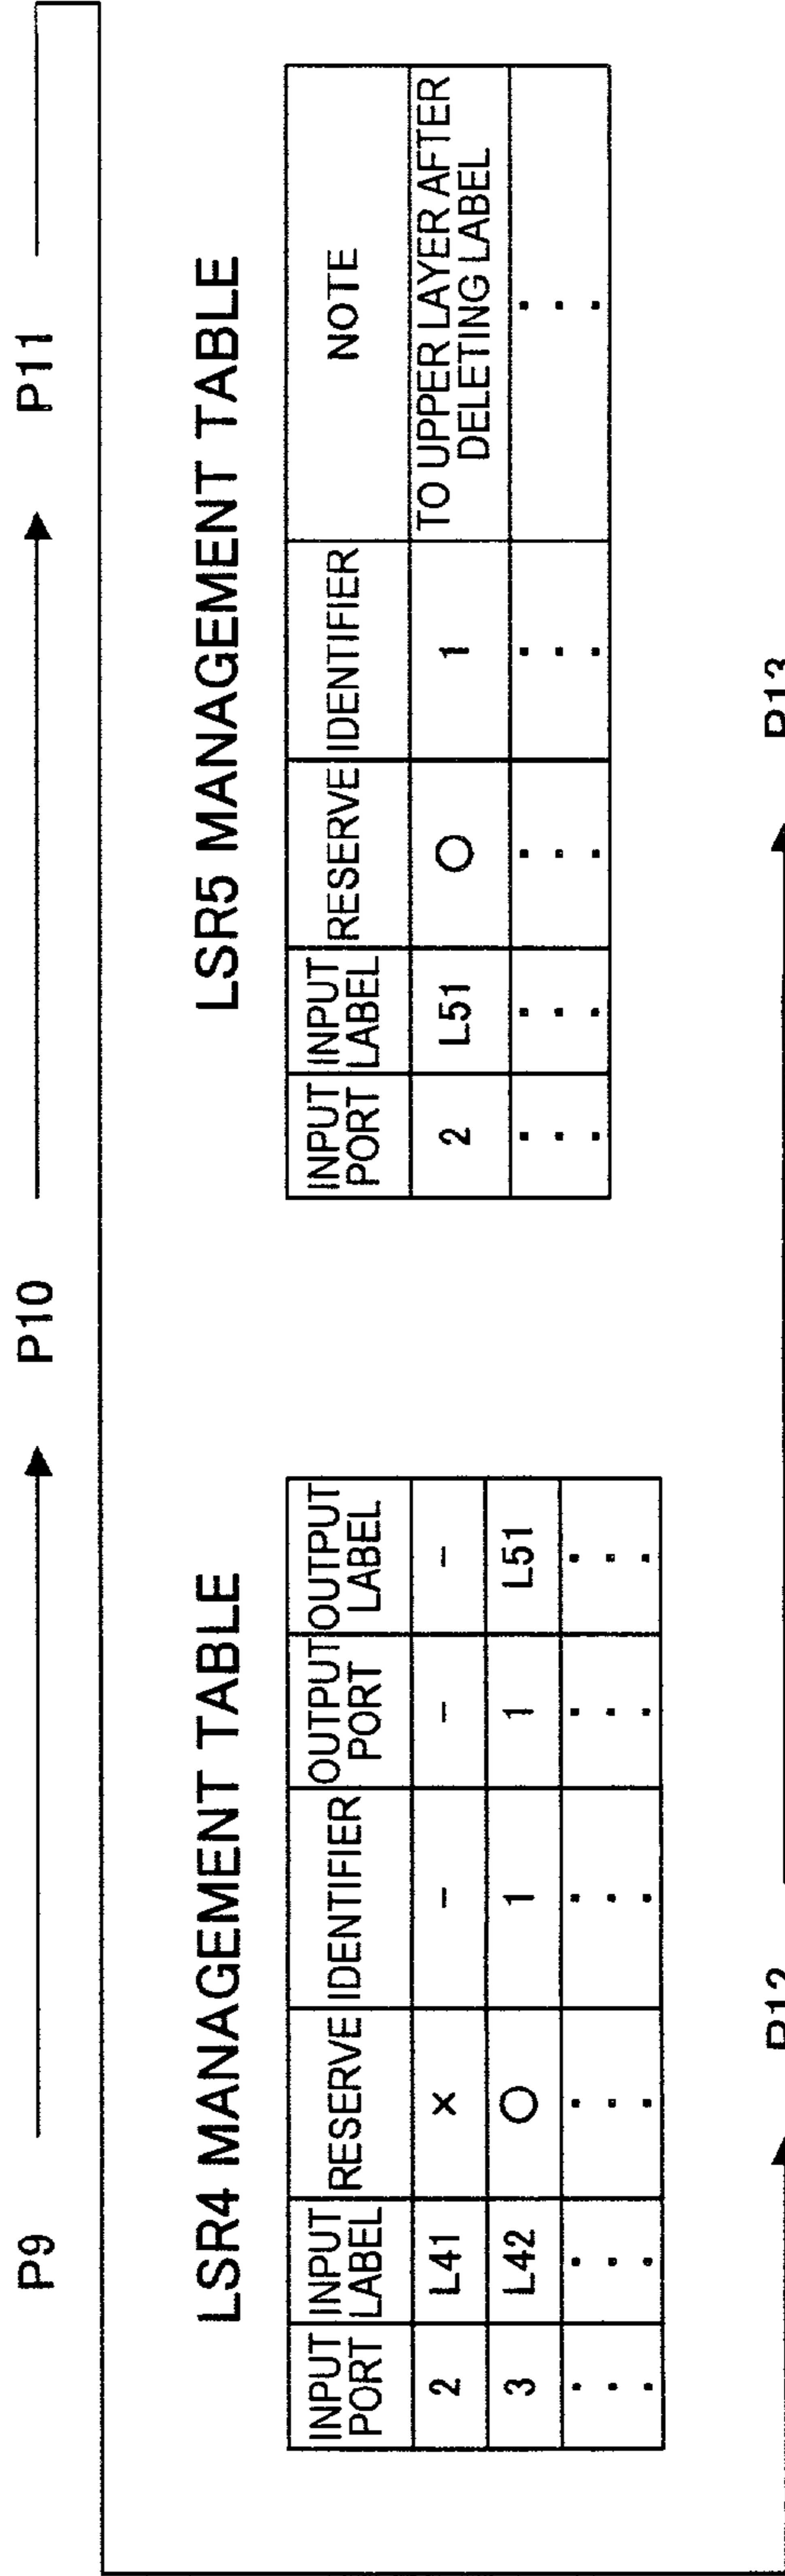 P9 P10 P11
LSR4 MANAGEMENT TABLE
INPUT PORT INPUT LABEL RESERVE IDENTIFIER OUTPUT PORT OUTPUT LABEL
2 L41 × - - -
3 L42 ○ 1 1 L51
⋮ ⋮ ⋮ ⋮ ⋮ ⋮
LSR5 MANAGEMENT TABLE
INPUT PORT INPUT LABEL RESERVE IDENTIFIER NOTE
2 L51 ○ 1 TO UPPER LAYER AFTER
DELETING LABEL
⋮ ⋮ ⋮ ⋮ ⋮
P12 P13